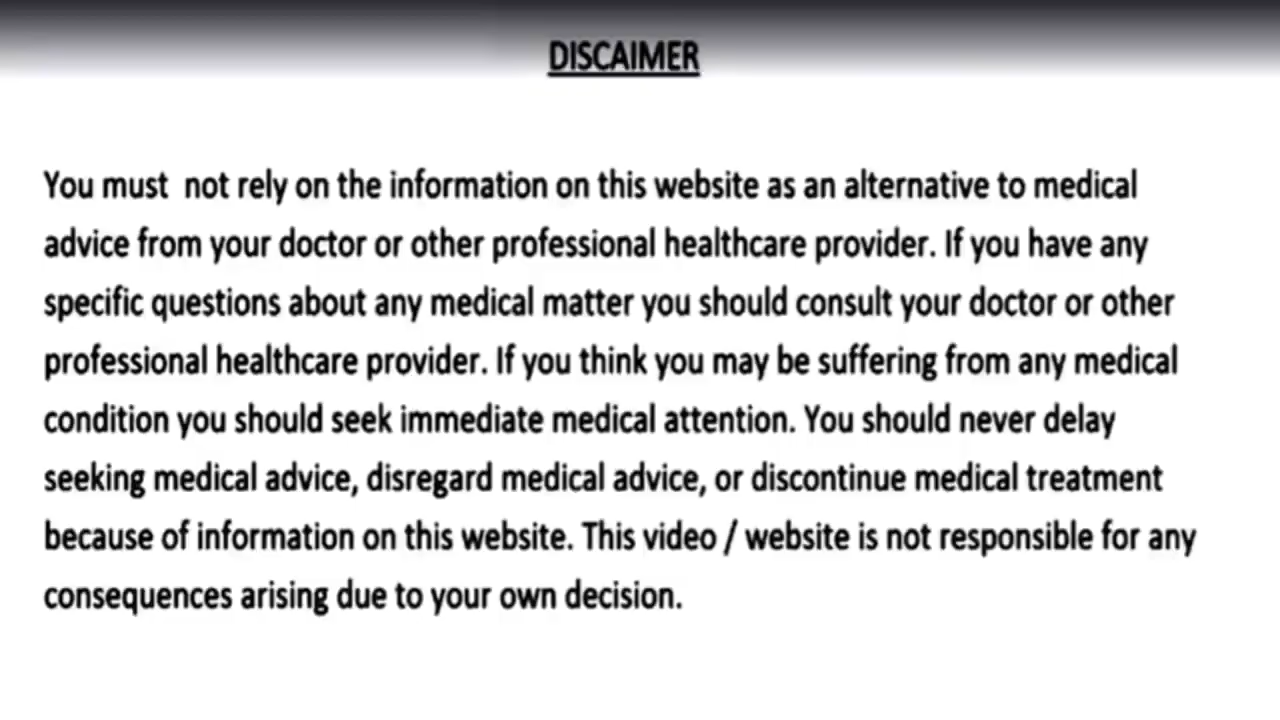 DISCAIMER
You must  not rely on the information on this website as an alternative to medical
advice from your doctor or other professional healthcare provider. If you have any
specific questions about any medical matter you should consult your doctor or other
professional healthcare provider. If you think you may be suffering from any medical
condition you should seek immediate medical attention. You should never delay
seeking medical advice, disregard medical advice, or discontinue medical treatment
because of information on this website. This video / website is not responsible for any
consequences arising due to your own decision.